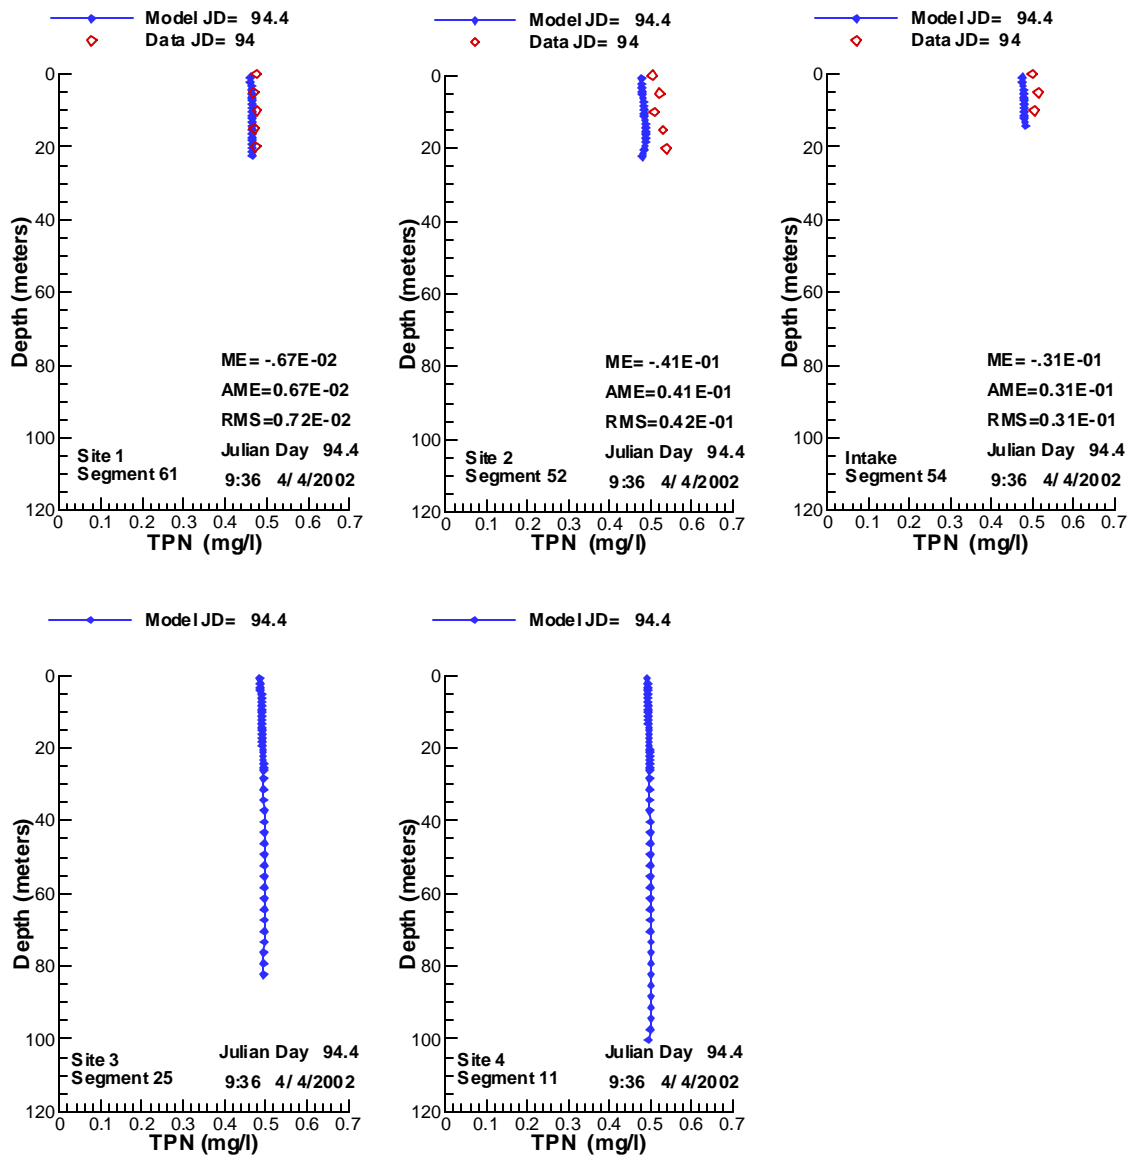 Model JD= 94.4
Data JD= 94
0
20
40
60
80
100
120
Depth (meters)
ME= -.67E-02
AME=0.67E-02
RMS=0.72E-02
Site 1
Segment 61
Julian Day 94.4
9:36 4/ 4/2002
0 0.1 0.2 0.3 0.4 0.5 0.6 0.7
TPN (mg/l)
Model JD= 94.4
Data JD= 94
0
20
40
60
80
100
120
Depth (meters)
ME= -.41E-01
AME=0.41E-01
RMS=0.42E-01
Site 2
Segment 52
Julian Day 94.4
9:36 4/ 4/2002
0 0.1 0.2 0.3 0.4 0.5 0.6 0.7
TPN (mg/l)
Model JD= 94.4
Data JD= 94
0
20
40
60
80
100
120
Depth (meters)
ME= -.31E-01
AME=0.31E-01
RMS=0.31E-01
Intake
Segment 54
Julian Day 94.4
9:36 4/ 4/2002
0 0.1 0.2 0.3 0.4 0.5 0.6 0.7
TPN (mg/l)
Model JD= 94.4
0
20
40
60
80
100
120
Depth (meters)
Site 3
Segment 25
Julian Day 94.4
9:36 4/ 4/2002
0 0.1 0.2 0.3 0.4 0.5 0.6 0.7
TPN (mg/l)
Model JD= 94.4
0
20
40
60
80
100
120
Depth (meters)
Site 4
Segment 11
Julian Day 94.4
9:36 4/ 4/2002
0 0.1 0.2 0.3 0.4 0.5 0.6 0.7
TPN (mg/l)